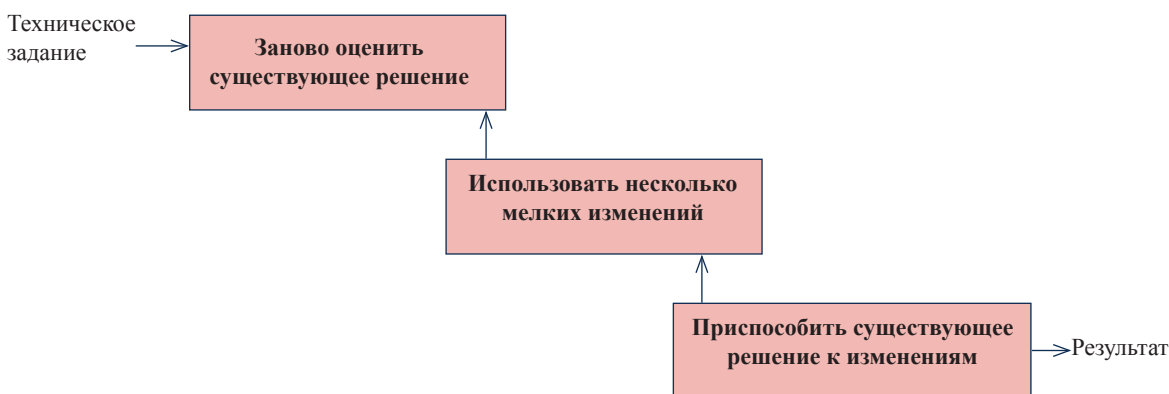 Техническое
задание
Заново оценить
существующее решение
Использовать несколько
мелких изменений
Приспособить существующее
решение к изменениям
Результат